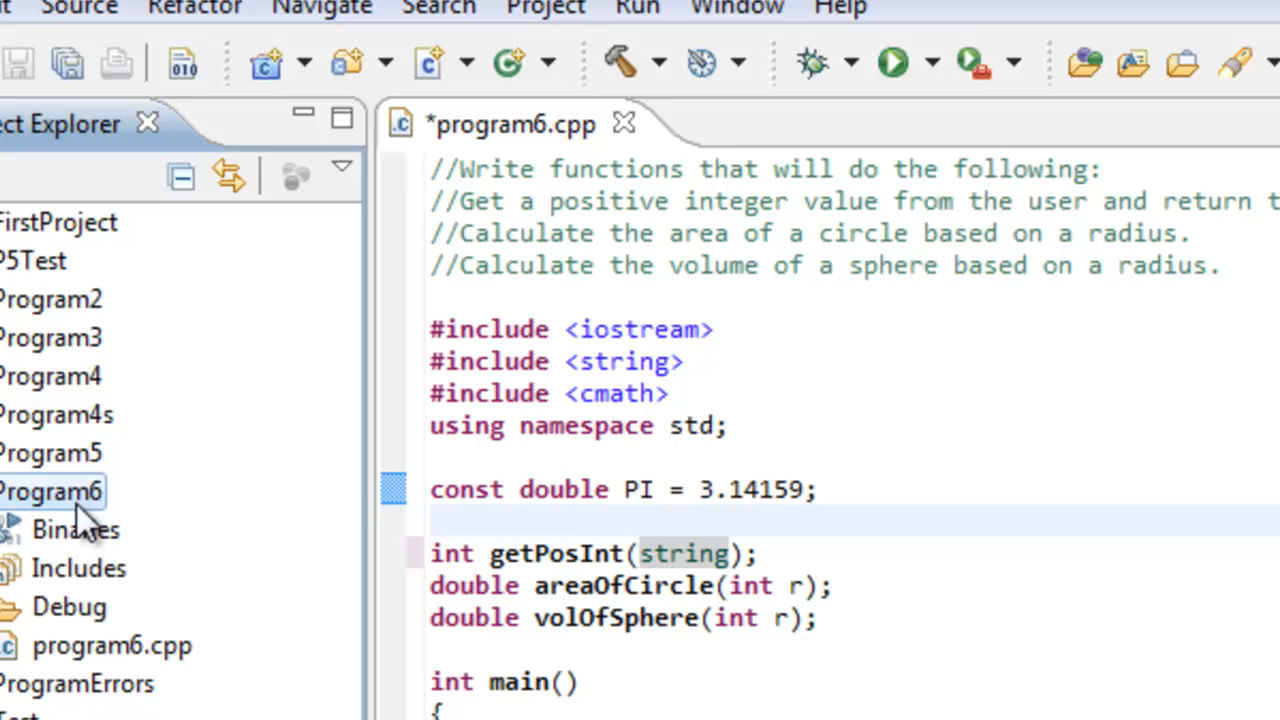 Source Refactor Navigate Search Project Run Window Help
010
ect Explorer
*program6.cpp
FirstProject
P5Test
Program2
Program3
Program4
Program4s
Program5
Program6
Binaries
Includes
Debug
program6.cpp
ProgramErrors
Test
//Write functions that will do the following:
//Get a positive integer value from the user and return t
//Calculate the area of a circle based on a radius.
//Calculate the volume of a sphere based on a radius.
#include <iostream>
#include <string>
#include <cmath>
using namespace std;
const double PI = 3.14159;
int getPosInt(string);
double areaOfCircle(int r);
double volOfSphere(int r);
int main()
{